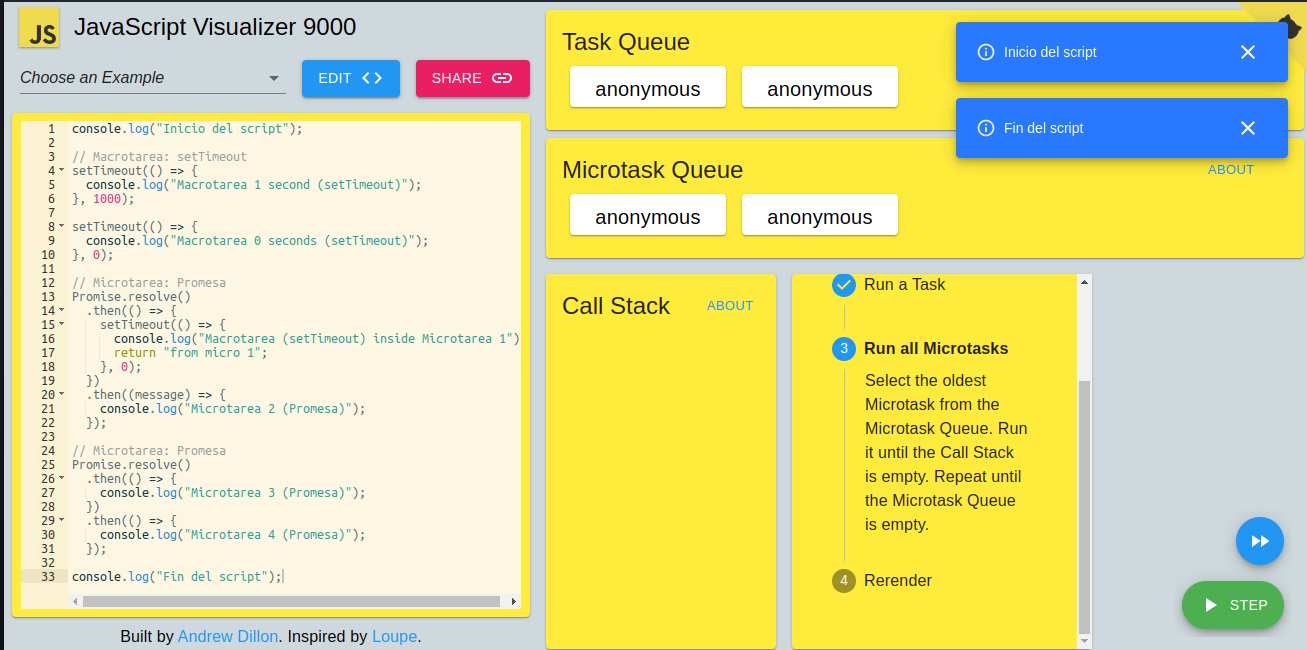 JS JavaScript Visualizer 9000
Choose an Example
EDIT
SHARE
1 console.log("Inicio del script");
2
3 // Macrotarea: setTimeout
4 setTimeout(() => {
5   console.log("Macrotarea 1 second (setTimeout)");
6 }, 1000);
7
8 setTimeout(() => {
9   console.log("Macrotarea 0 seconds (setTimeout)");
10 }, 0);
11
12 // Microtarea: Promesa
13 Promise.resolve()
14   .then(() => {
15     setTimeout(() => {
16       console.log("Macrotarea (setTimeout) inside Microtarea 1")
17       return "from micro 1";
18     }, 0);
19   })
20   .then((message) => {
21     console.log("Microtarea 2 (Promesa)");
22   });
23
24 // Microtarea: Promesa
25 Promise.resolve()
26   .then(() => {
27     console.log("Microtarea 3 (Promesa)");
28   })
29   .then(() => {
30     console.log("Microtarea 4 (Promesa)");
31   });
32
33 console.log("Fin del script");
Built by Andrew Dillon. Inspired by Loupe.
Task Queue
anonymous anonymous
Inicio del script
Fin del script
Microtask Queue
ABOUT
anonymous anonymous
Call Stack
ABOUT
Run a Task
3 Run all Microtasks
Select the oldest
Microtask from the
Microtask Queue. Run
it until the Call Stack
is empty. Repeat until
the Microtask Queue
is empty.
4 Rerender
STEP